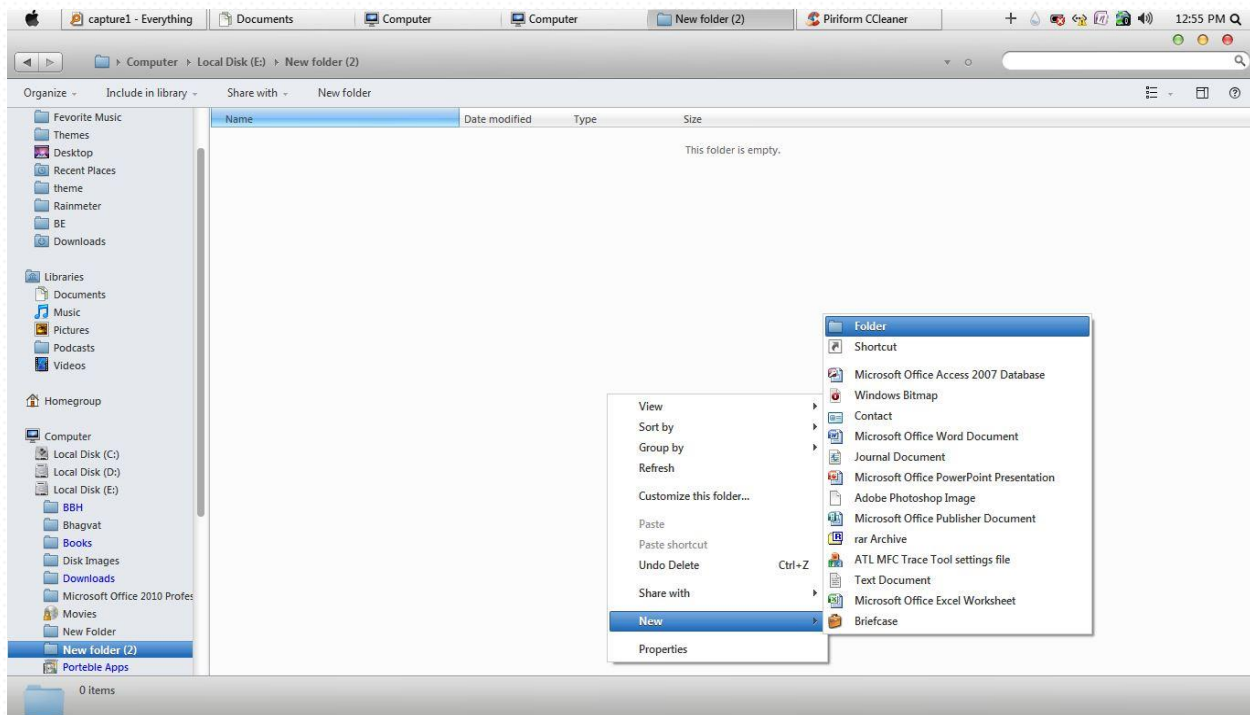 capture1 - Everything Documents Computer Computer New folder (2) Piriform CCleaner 12:55 PM
Computer Local Disk (E:) New folder (2)
Organize Include in library Share with New folder
Name Date modified Type Size
This folder is empty.
Fevorite Music
Themes
Desktop
Recent Places
theme
Rainmeter
BE
Downloads
Libraries
Documents
Music
Pictures
Podcasts
Videos
Homegroup
Computer
Local Disk (C:)
Local Disk (D:)
Local Disk (E:)
BBH
Bhagvat
Books
Disk Images
Downloads
Microsoft Office 2010 Profes
Movies
New Folder
New folder (2)
Porteble Apps
0 items
View
Sort by
Group by
Refresh
Customize this folder...
Paste
Paste shortcut
Undo Delete Ctrl+Z
Share with
New
Properties
Folder
Shortcut
Microsoft Office Access 2007 Database
Windows Bitmap
Contact
Microsoft Office Word Document
Journal Document
Microsoft Office PowerPoint Presentation
Adobe Photoshop Image
Microsoft Office Publisher Document
rar Archive
ATL MFC Trace Tool settings file
Text Document
Microsoft Office Excel Worksheet
Briefcase